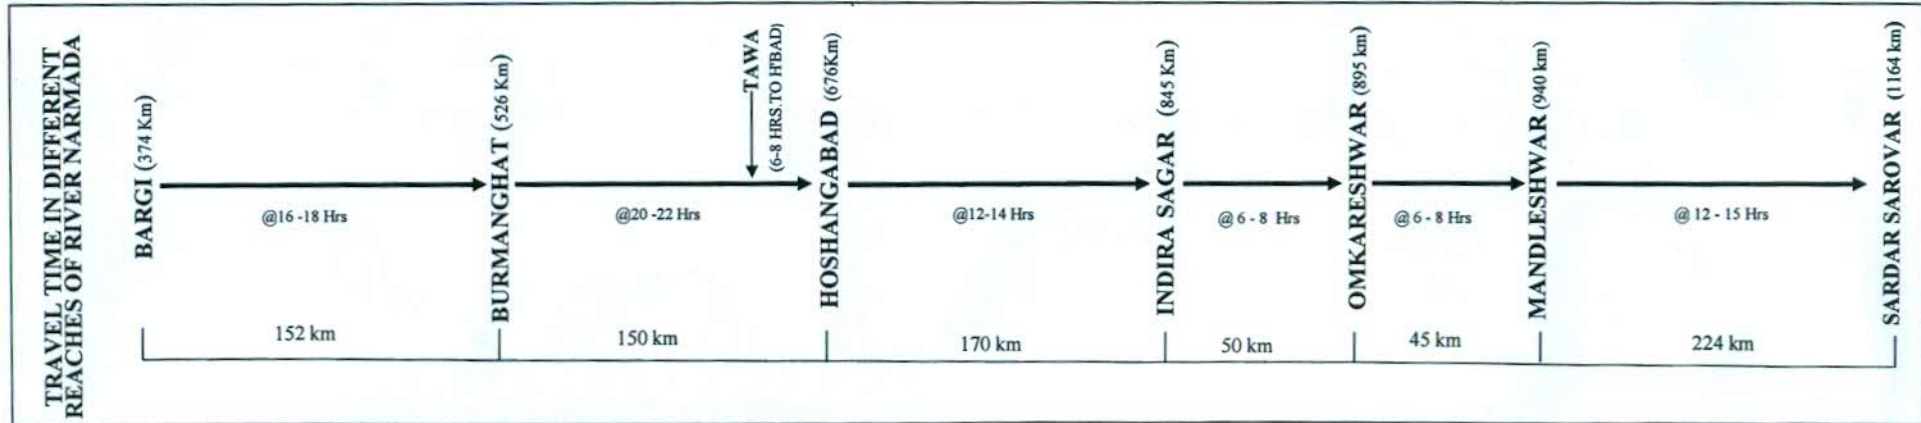 TRAVEL TIME IN DIFFERENT
REACHES OF RIVER NARMADA
BARGI (374 Km)
@16 -18 Hrs
BURMANGHAT (526 Km)
@20 -22 Hrs
TAWA
(6-8 HRS.TO H'BAD)
HOSHANGABAD (676Km)
@12-14 Hrs
INDIRA SAGAR (845 Km)
@ 6 - 8 Hrs
OMKARESHWAR (895 km)
@ 6 - 8 Hrs
MANDLESHWAR (940 km)
@ 12 - 15 Hrs
SARDAR SAROVAR (1164 km)
152 km
150 km
170 km
50 km
45 km
224 km